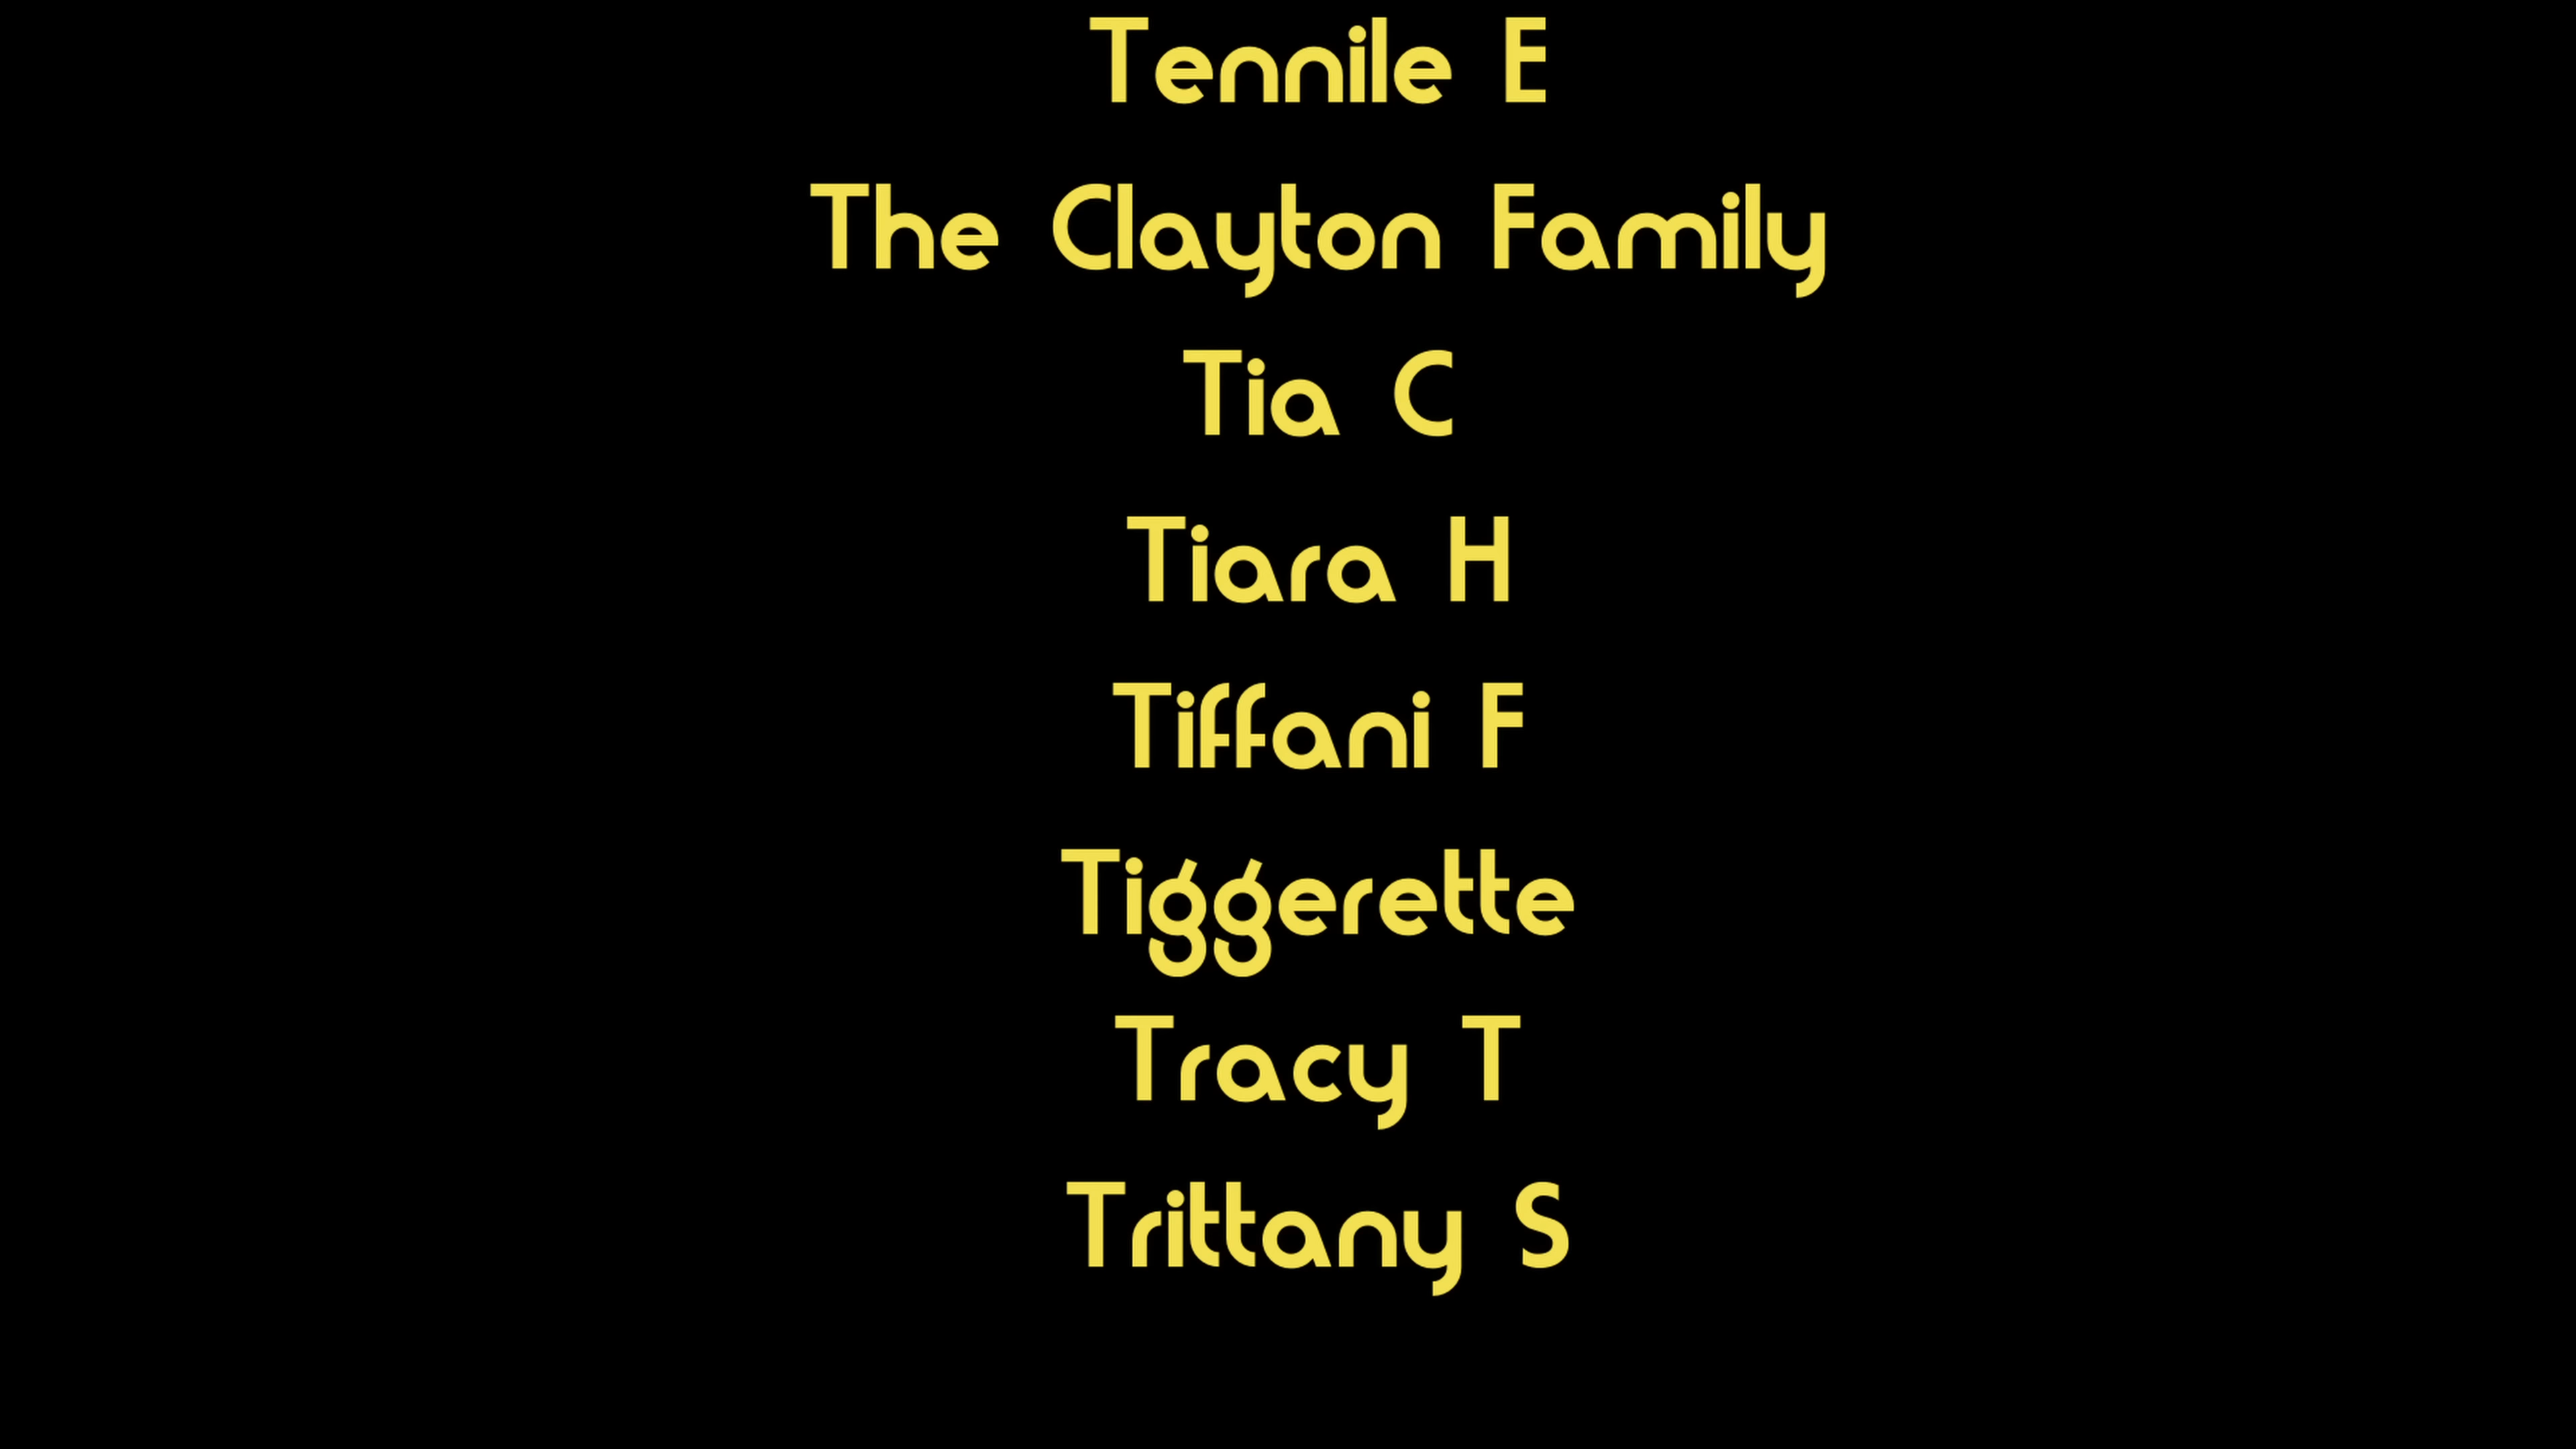 Tennile E
The Clayton Family
Tia C
Tiara H
Tiffani F
Tiggerette
Tracy T
Trittany S